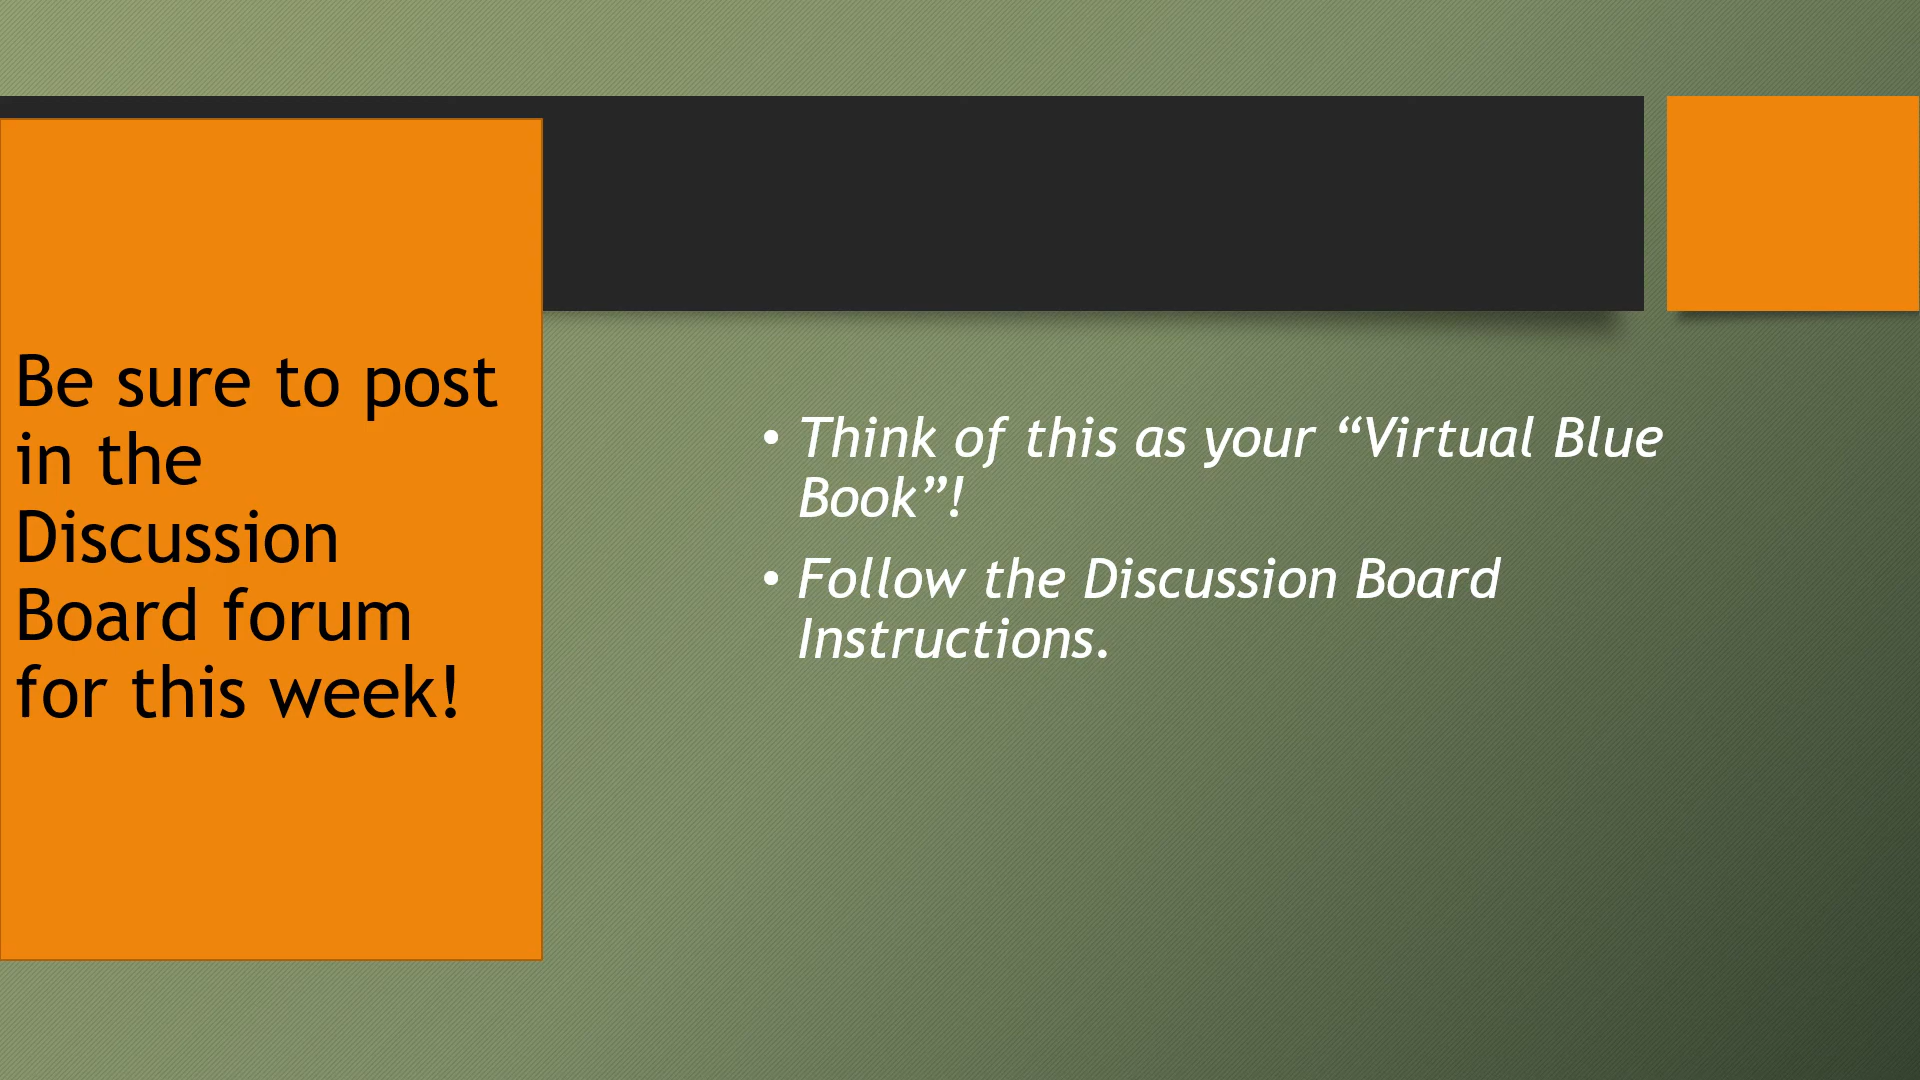 Be sure to post
in the
Discussion
Board forum
for this week!
• Think of this as your “Virtual Blue
Book”!
• Follow the Discussion Board
Instructions.